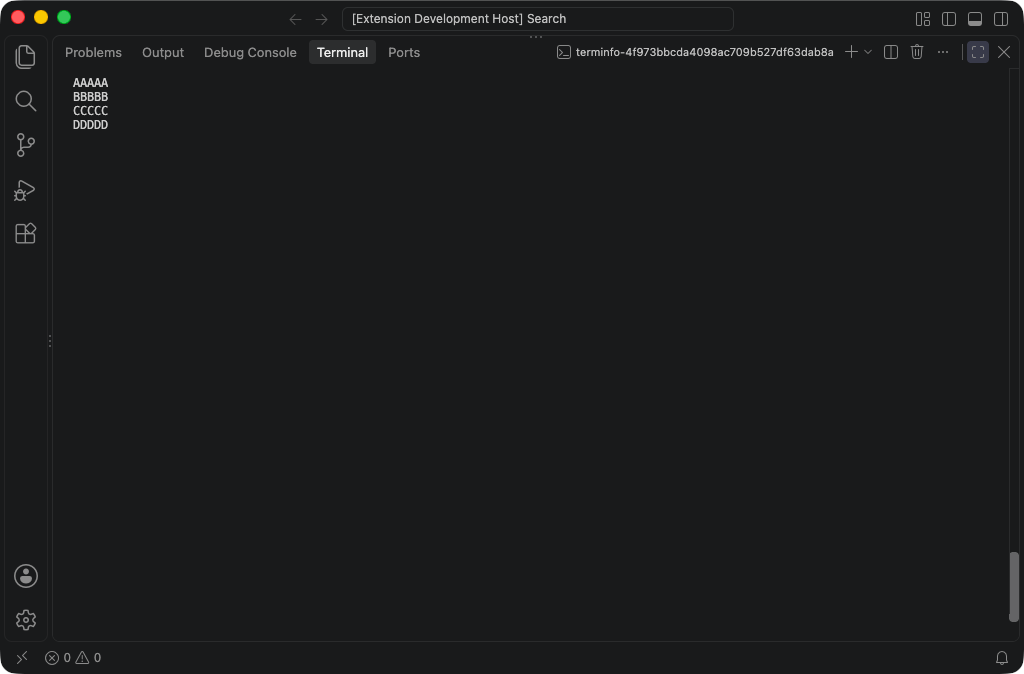 [Extension Development Host] Search
Problems Output Debug Console Terminal Ports
terminfo-4f973bbcda4098ac709b527df63dab8a
AAAAA
BBBBB
CCCCC
DDDDD
0 0